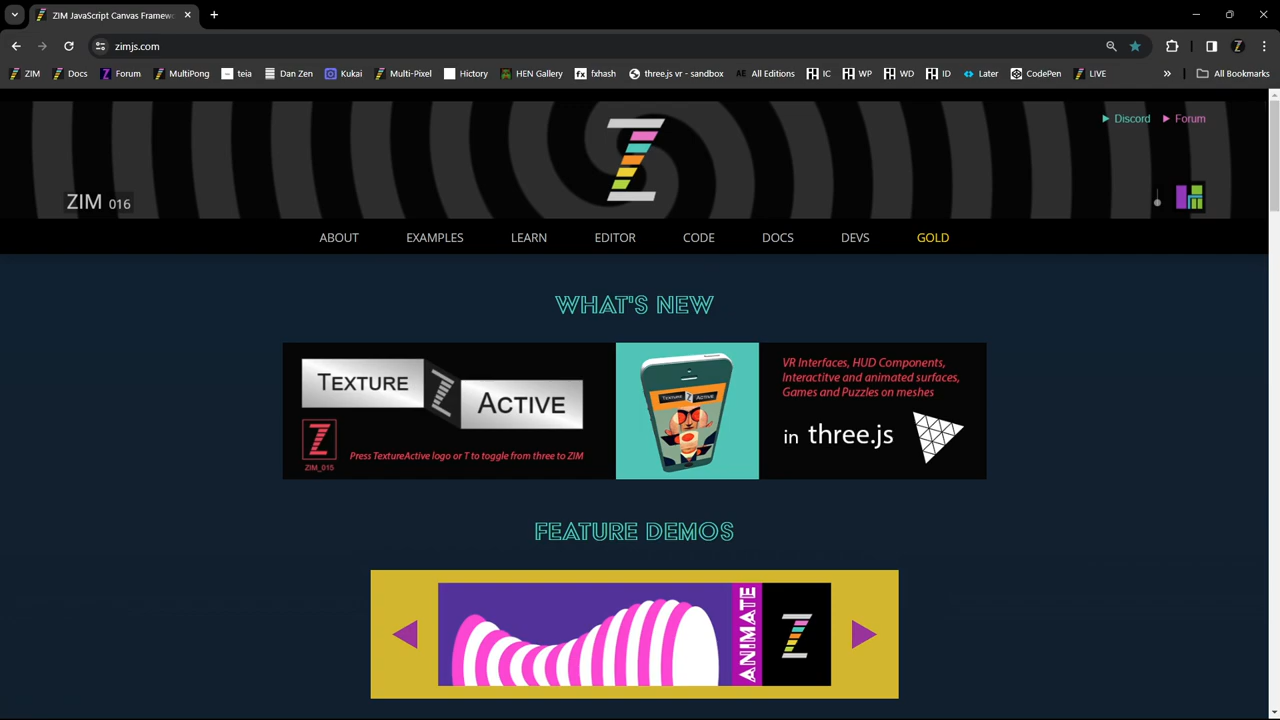 ZIM JavaScript Canvas Framewo
zimjs.com
ZIM
Docs
Forum
MultiPong
teia
Dan Zen
Kukai
Multi-Pixel
Hictory
HEN Gallery
fxhash
three.js vr - sandbox
AE All Editions
IC
WP
WD
ID
Later
CodePen
LIVE
All Bookmarks
Discord
Forum
ZIM 016
ABOUT
EXAMPLES
LEARN
EDITOR
CODE
DOCS
DEVS
GOLD
WHAT'S NEW
TEXTURE
ACTIVE
ZIM_015
Press TextureActive logo or T to toggle from three to ZIM
TEXTURE ACTIVE
VR Interfaces, HUD Components,
Interactitve and animated surfaces,
Games and Puzzles on meshes
in three.js
FEATURE DEMOS
ANIMATE